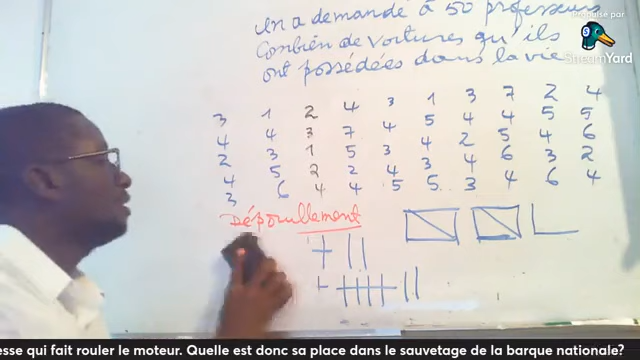 On a demandé à 50 professeurs
Propulsé par
Combien de voitures qu'ils
StreamYard
ont possédées dans la vie
3 1 2 4 3 1 3 7 2 4
4 4 3 7 4 5 4 4 5 5
2 3 1 5 3 4 2 5 4 6
4 5 2 2 4 3 4 6 3 2
3 6 4 4 5 5 3 4 6 4
Dépouillement
esse qui fait rouler le moteur. Quelle est donc sa place dans le sauvetage de la barque nationale?